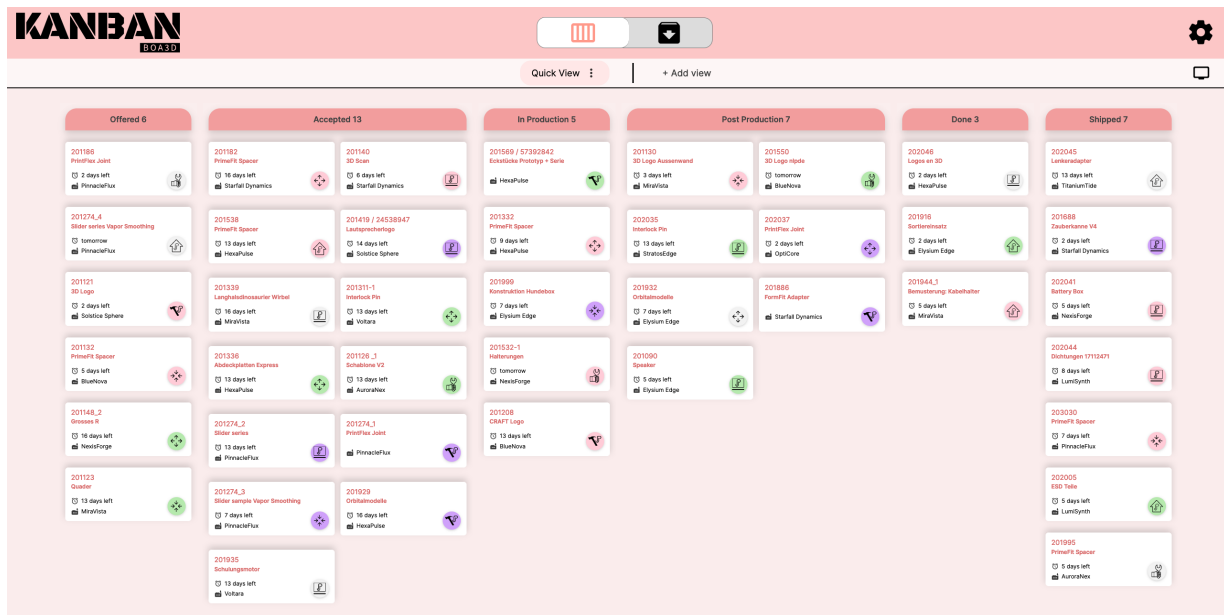 KANBAN
BOA3D
Quick View
+ Add view
Offered 6
201186
PrintFlex Joint
2 days left
PinnacleFlux
201274_4
Slider series Vapor Smoothing
tomorrow
PinnacleFlux
201121
3D Logo
2 days left
Solstice Sphere
201132
PrimeFit Spacer
5 days left
BlueNova
201148_2
Grosses R
16 days left
NexisForge
201123
Quader
13 days left
MiraVista
Accepted 13
201182
PrimeFit Spacer
16 days left
Starfall Dynamics
201140
3D Scan
6 days left
Starfall Dynamics
201538
PrimeFit Spacer
13 days left
HexaPulse
201419 / 24538947
Lautsprecherlogo
14 days left
Solstice Sphere
201339
Langhalsdinosaurier Wirbel
16 days left
MiraVista
201311-1
Interlock Pin
13 days left
Voltara
201336
Abdeckplatten Express
13 days left
HexaPulse
201126 _1
Schablone V2
13 days left
AuroraNex
201274_2
Slider series
13 days left
PinnacleFlux
201274_1
PrintFlex Joint
PinnacleFlux
201274_3
Slider sample Vapor Smoothing
7 days left
PinnacleFlux
201929
Orbitalmodelle
16 days left
HexaPulse
201935
Schulungsmotor
13 days left
Voltara
In Production 5
201569 / 57392842
Eckstücke Prototyp + Serie
HexaPulse
201332
PrimeFit Spacer
9 days left
HexaPulse
201999
Konstruktion Hundebox
7 days left
Elysium Edge
201532-1
Halterungen
tomorrow
NexisForge
201208
CRAFT Logo
13 days left
BlueNova
Post Production 7
201130
3D Logo Aussenwand
3 days left
MiraVista
201550
3D Logo nipde
tomorrow
BlueNova
202035
Interlock Pin
13 days left
StratosEdge
202037
PrintFlex Joint
2 days left
OptiCore
201932
Orbitalmodelle
7 days left
Elysium Edge
201886
FormFit Adapter
Starfall Dynamics
201090
Speaker
5 days left
Elysium Edge
Done 3
202046
Logos en 3D
2 days left
HexaPulse
201916
Sortiereinsatz
2 days left
Elysium Edge
201944_1
Bemusterung: Kabelhalter
5 days left
MiraVista
Shipped 7
202045
Lenkeradapter
13 days left
TitaniumTide
201688
Zauberkanne V4
2 days left
Starfall Dynamics
202041
Battery Box
5 days left
NexisForge
202044
Dichtungen 17112471
8 days left
LumiSynth
203030
PrimeFit Spacer
7 days left
PinnacleFlux
202005
ESD Teile
5 days left
LumiSynth
201995
PrimeFit Spacer
5 days left
AuroraNex